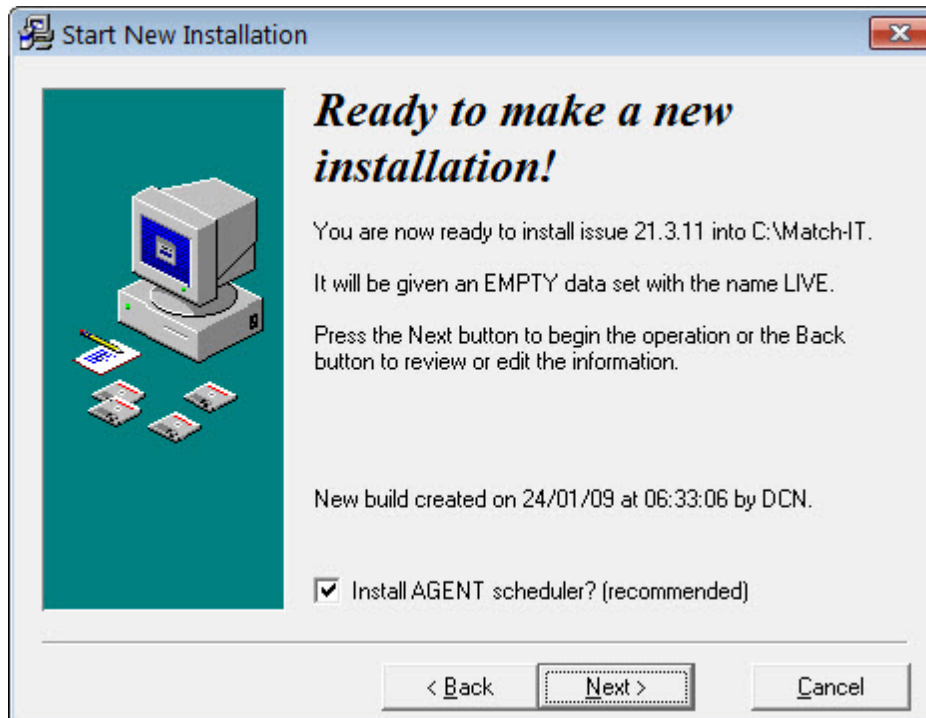 Start New Installation
Ready to make a new
installation!
You are now ready to install issue 21.3.11 into C:\Match-IT.
It will be given an EMPTY data set with the name LIVE.
Press the Next button to begin the operation or the Back
button to review or edit the information.
New build created on 24/01/09 at 06:33:06 by DCN.
Install AGENT scheduler? (recommended)
< Back
Next >
Cancel